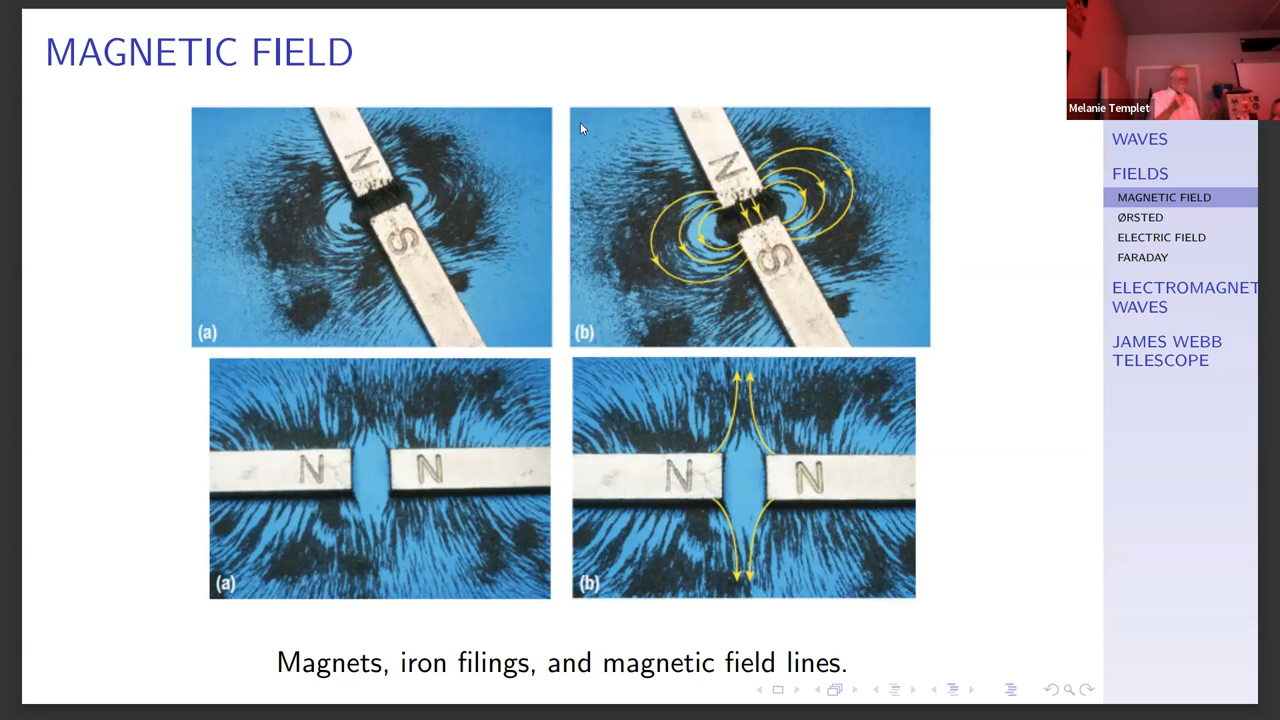 MAGNETIC FIELD
N
S
(a)
N
S
(b)
N
N
(a)
N
N
(b)
Magnets, iron filings, and magnetic field lines.
Melanie Templet
WAVES
FIELDS
MAGNETIC FIELD
ØRSTED
ELECTRIC FIELD
FARADAY
ELECTROMAGNET
WAVES
JAMES WEBB
TELESCOPE